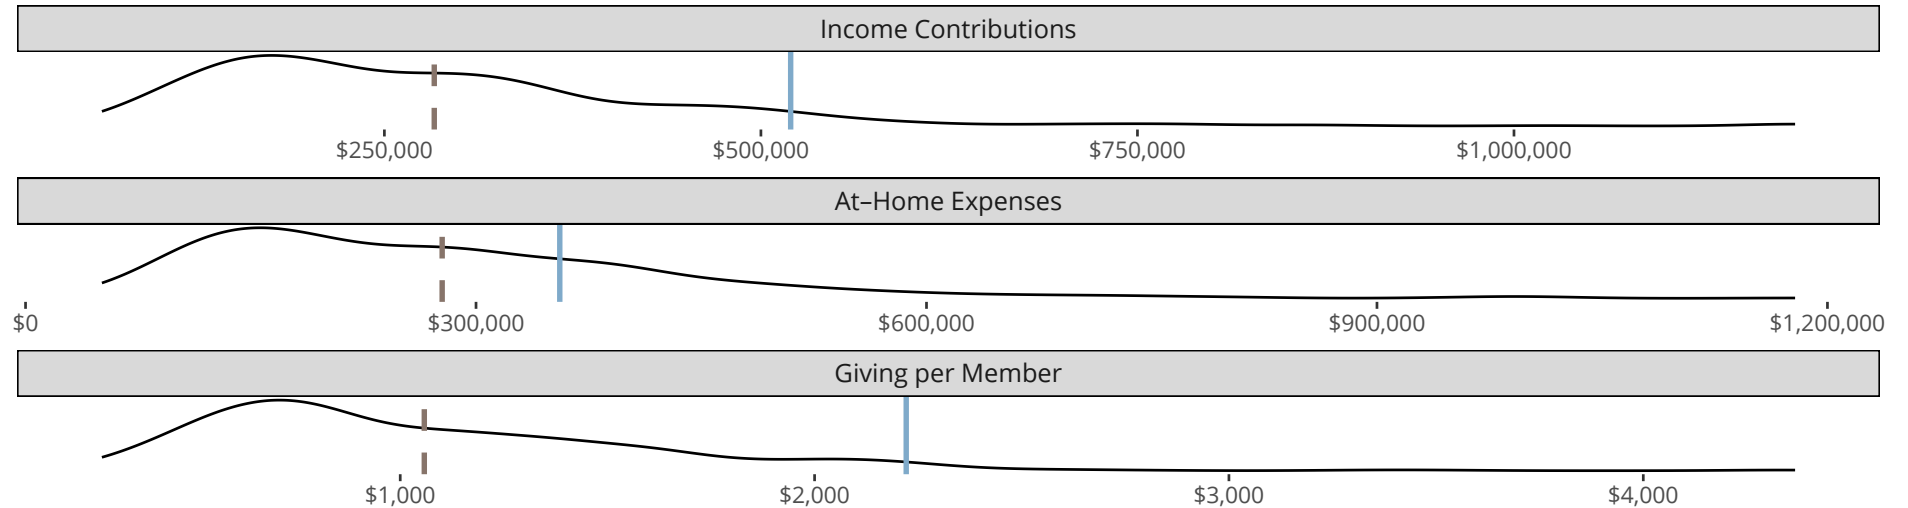 Income Contributions
$250,000 $500,000 $750,000 $1,000,000
At–Home Expenses
$0 $300,000 $600,000 $900,000 $1,200,000
Giving per Member
$1,000 $2,000 $3,000 $4,000